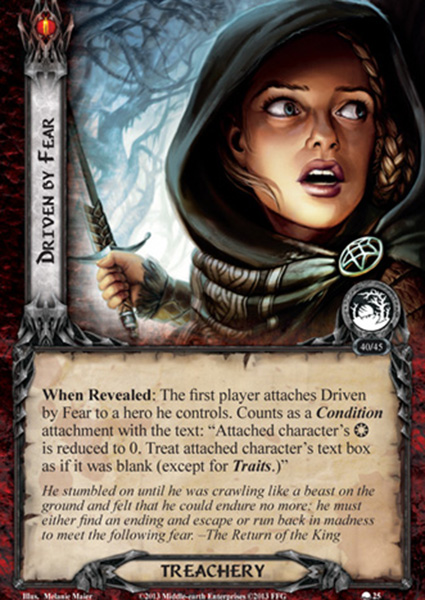 DRIVEN BY FEAR
40/45
When Revealed: The first player attaches Driven
by Fear to a hero he controls. Counts as a Condition
attachment with the text: “Attached character’s
is reduced to 0. Treat attached character’s text box
as if it was blank (except for Traits.)”
He stumbled on until he was crawling like a beast on the
ground and felt that he could endure no more; he must
either find an ending and escape or run back in madness
to meet the following fear. –The Return of the King
TREACHERY
Illus. Melanie Maier
©2013 Middle-earth Enterprises ©2013 FFG
25